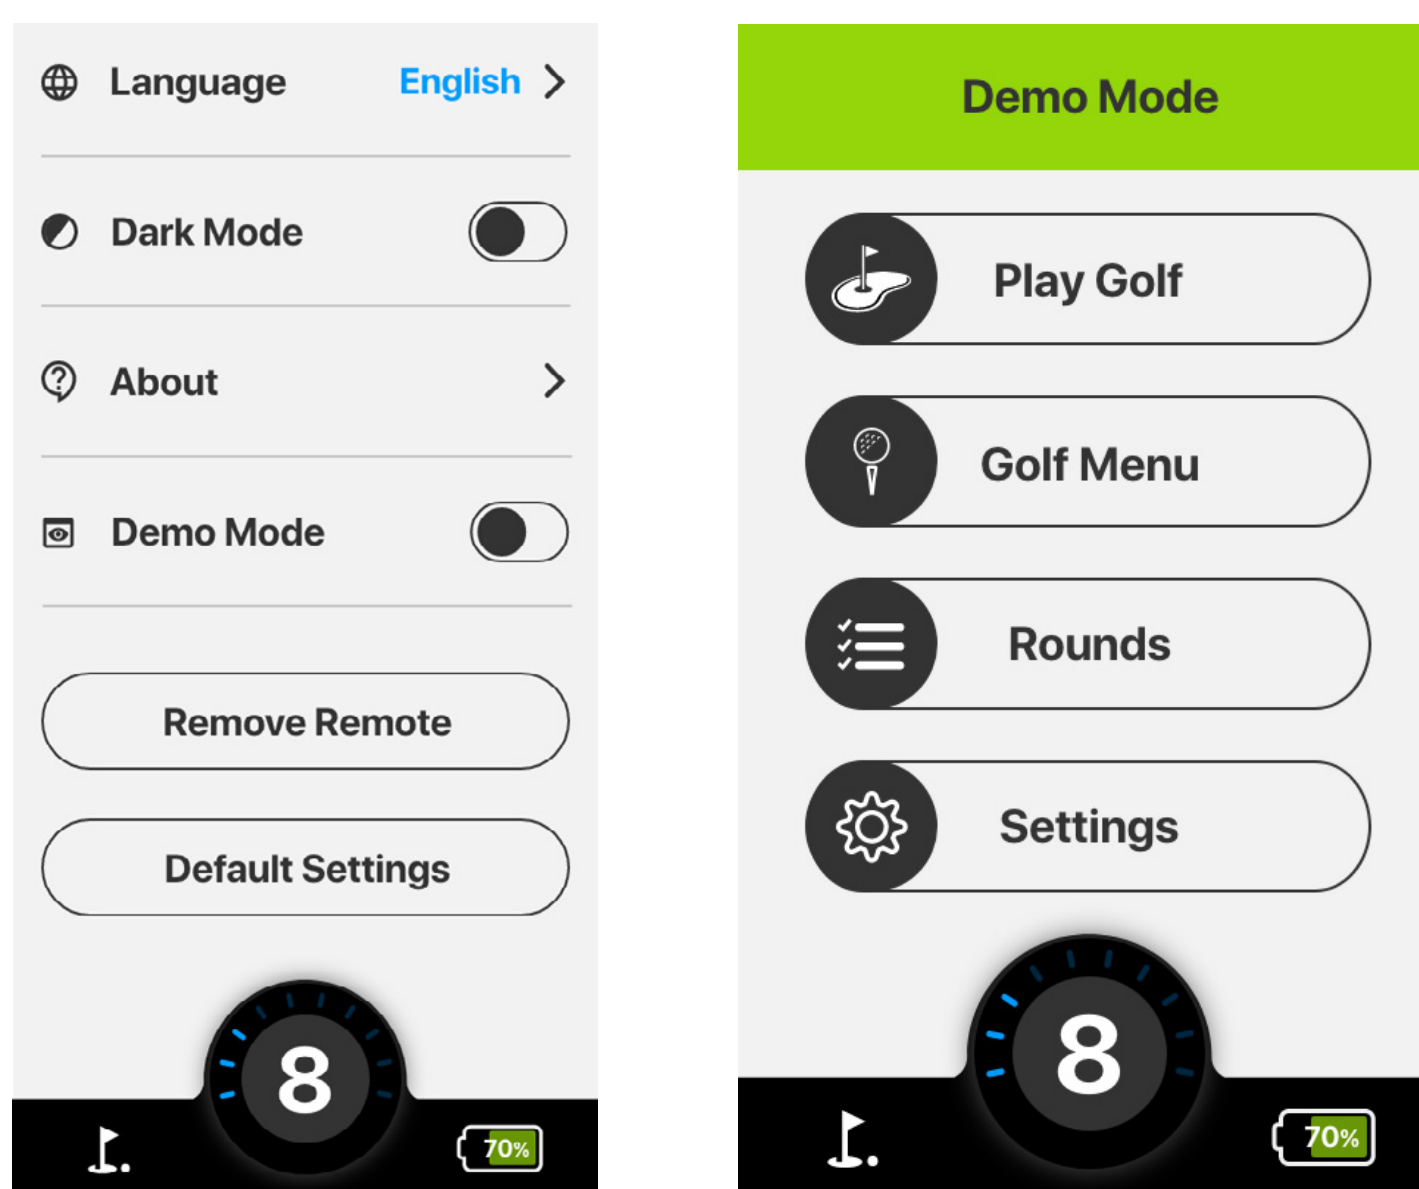 Language English
Dark Mode
About
Demo Mode
Remove Remote
Default Settings
8
70%
Demo Mode
Play Golf
Golf Menu
Rounds
Settings
8
70%